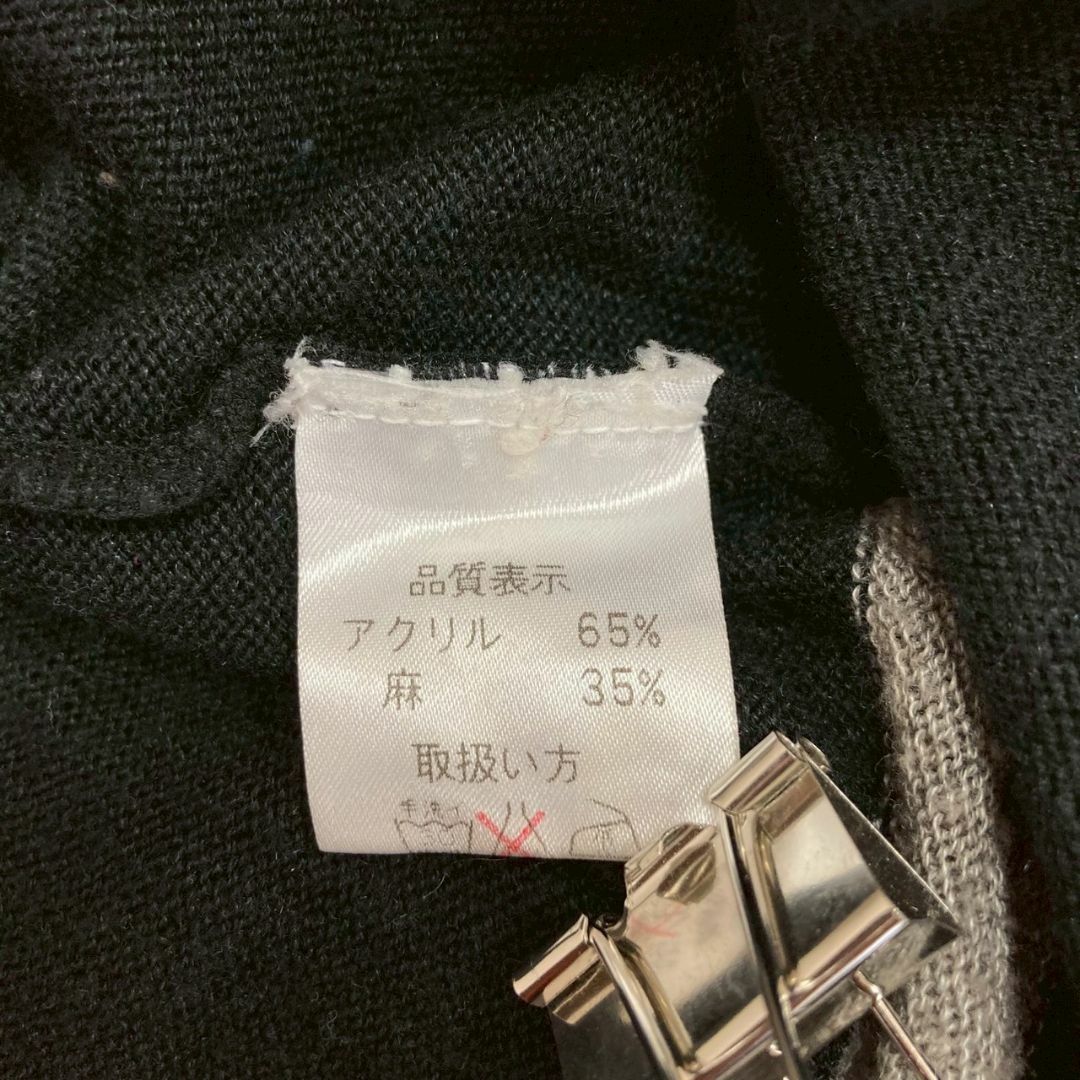 品質表示
アクリル 65%
麻 35%
取扱い方